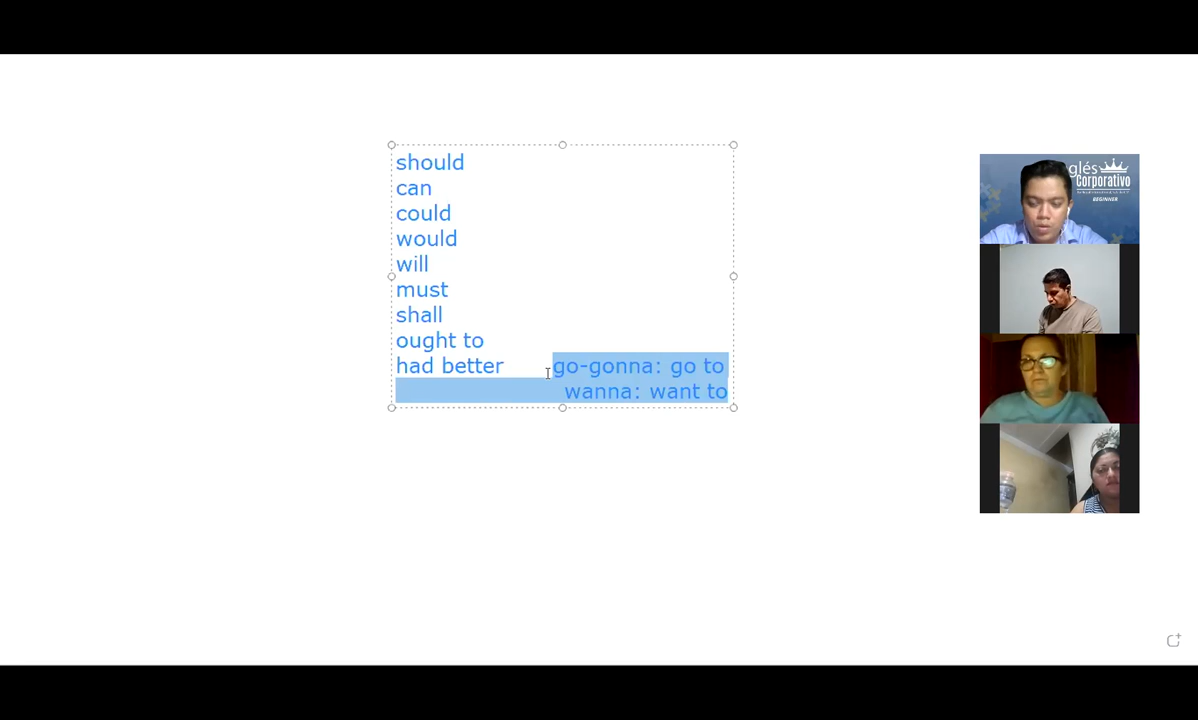 should
can
could
would
will
must
shall
ought to
had better go-gonna: go to
wanna: want to
glés
Corporativo
BEGINNER